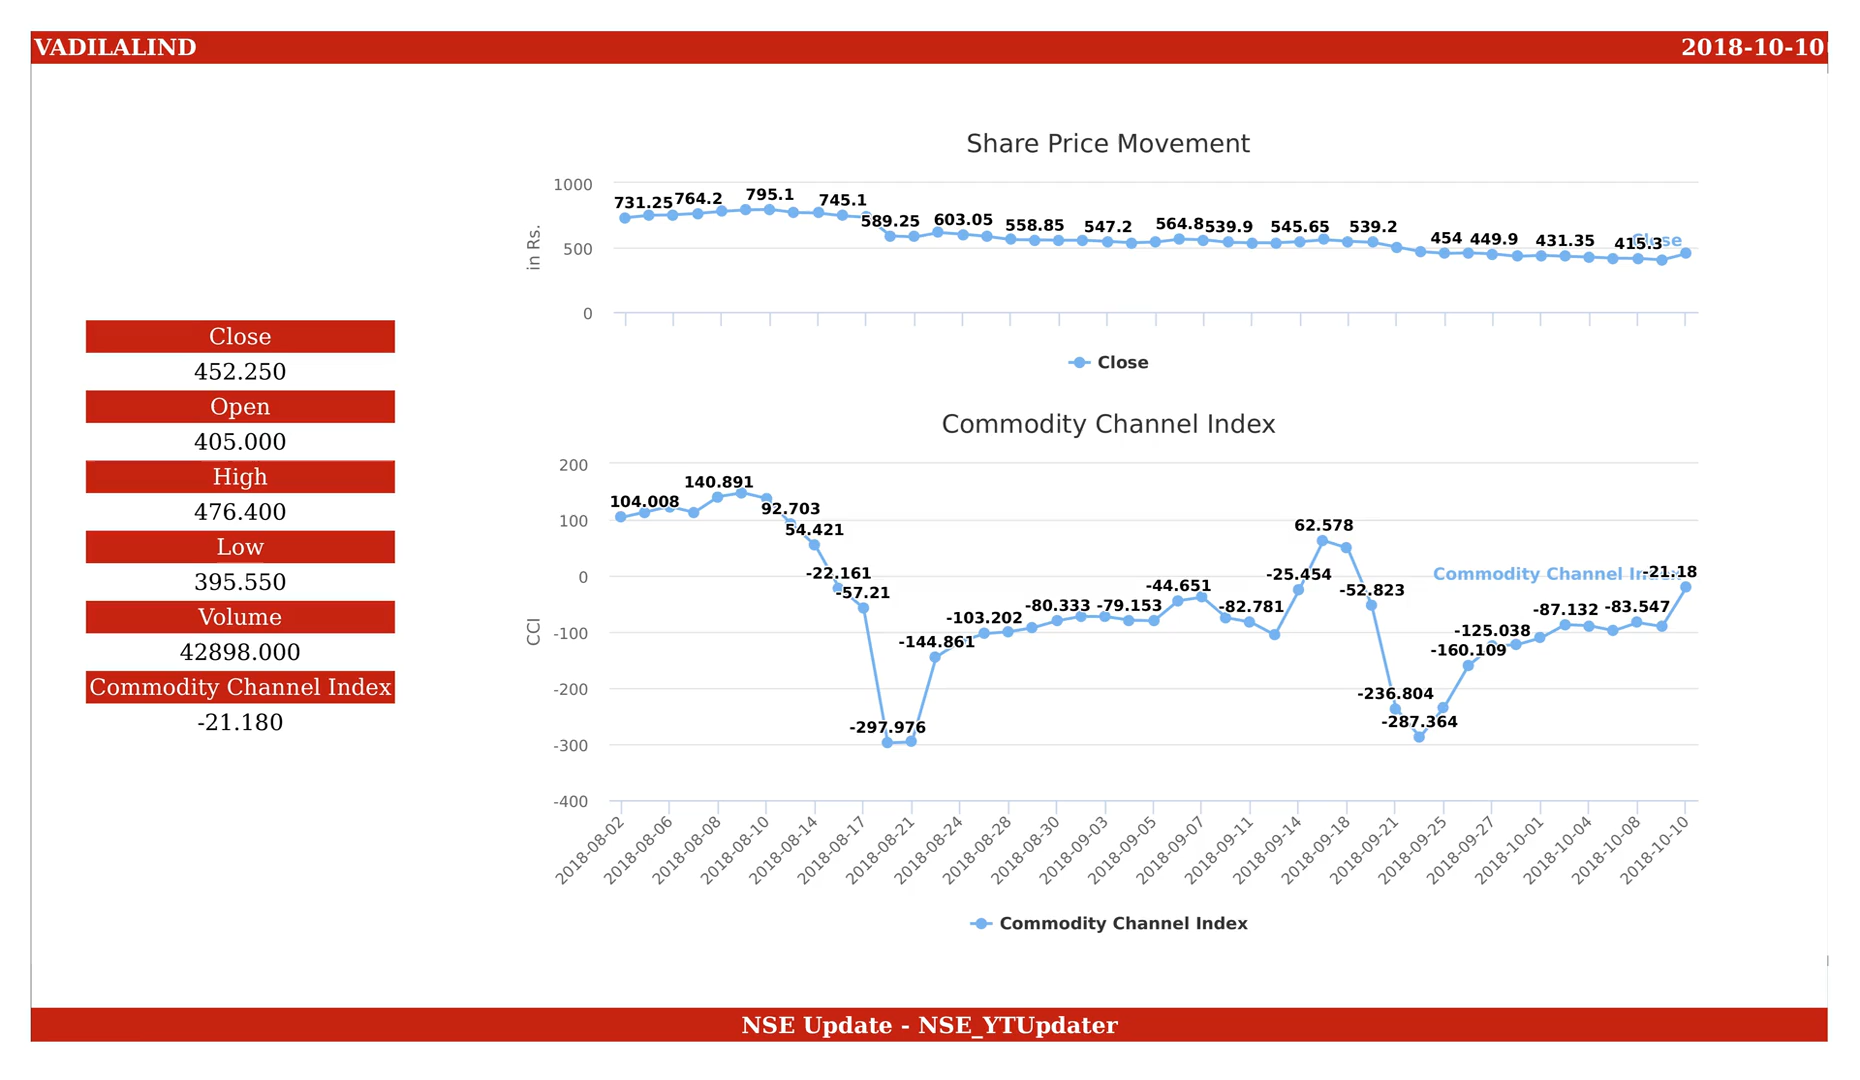 VADILALIND
2018-10-10
Close
452.250
Open
405.000
High
476.400
Low
395.550
Volume
42898.000
Commodity Channel Index
-21.180
Share Price Movement
in Rs.
1000
500
0
731.25 764.2 795.1 745.1 589.25 603.05 558.85 547.2 564.8 539.9 545.65 539.2 454 449.9 431.35 415.3
Close
Close
Commodity Channel Index
CCI
200
100
0
-100
-200
-300
-400
104.008 140.891 92.703 54.421 -22.161 -57.21 -297.976 -144.861 -103.202 -80.333 -79.153 -44.651 -82.781 -25.454 62.578 -52.823 -236.804 -287.364 -160.109 -125.038 -87.132 -83.547 -21.18
Commodity Channel Index
2018-08-02 2018-08-06 2018-08-08 2018-08-10 2018-08-14 2018-08-17 2018-08-21 2018-08-24 2018-08-28 2018-08-30 2018-09-03 2018-09-05 2018-09-07 2018-09-11 2018-09-14 2018-09-18 2018-09-21 2018-09-25 2018-09-27 2018-10-01 2018-10-04 2018-10-08 2018-10-10
Commodity Channel Index
NSE Update - NSE_YTUpdater